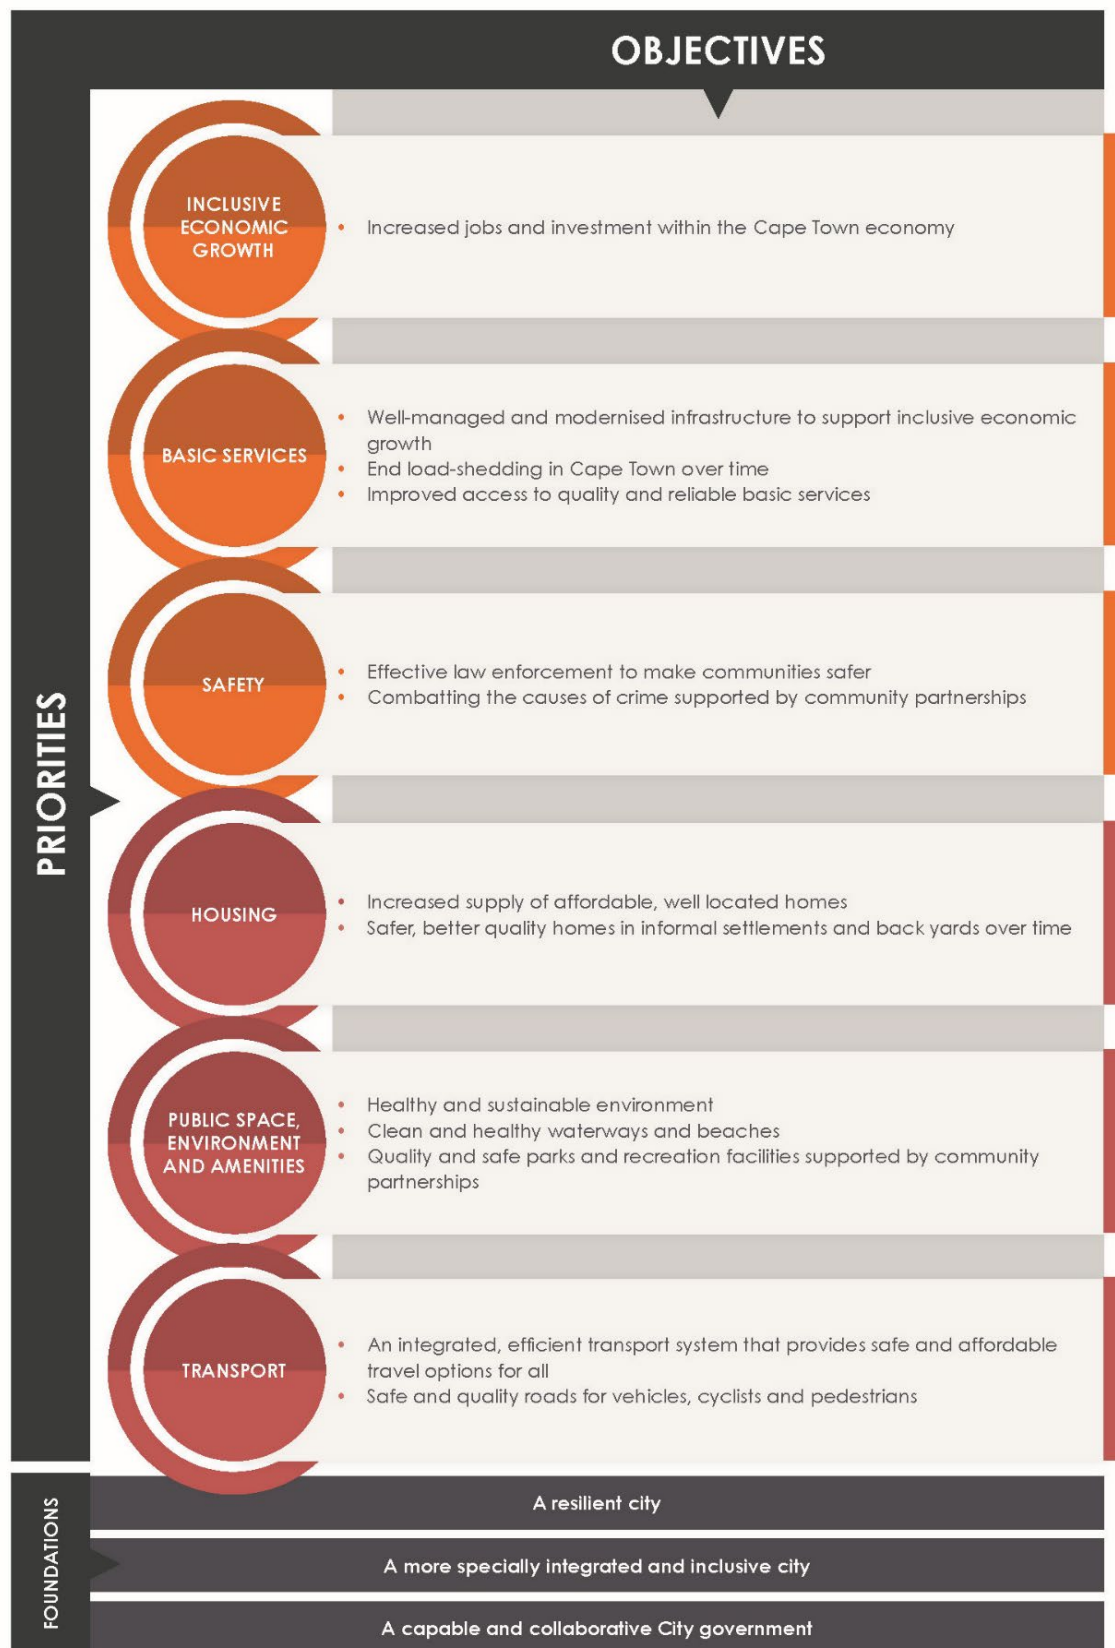 OBJECTIVES
PRIORITIES
INCLUSIVE
ECONOMIC
GROWTH
• Increased jobs and investment within the Cape Town economy
BASIC SERVICES
• Well-managed and modernised infrastructure to support inclusive economic
growth
• End load-shedding in Cape Town over time
• Improved access to quality and reliable basic services
SAFETY
• Effective law enforcement to make communities safer
• Combatting the causes of crime supported by community partnerships
HOUSING
• Increased supply of affordable, well located homes
• Safer, better quality homes in informal settlements and back yards over time
PUBLIC SPACE,
ENVIRONMENT
AND AMENITIES
• Healthy and sustainable environment
• Clean and healthy waterways and beaches
• Quality and safe parks and recreation facilities supported by community
partnerships
TRANSPORT
• An integrated, efficient transport system that provides safe and affordable
travel options for all
• Safe and quality roads for vehicles, cyclists and pedestrians
FOUNDATIONS
A resilient city
A more specially integrated and inclusive city
A capable and collaborative City government